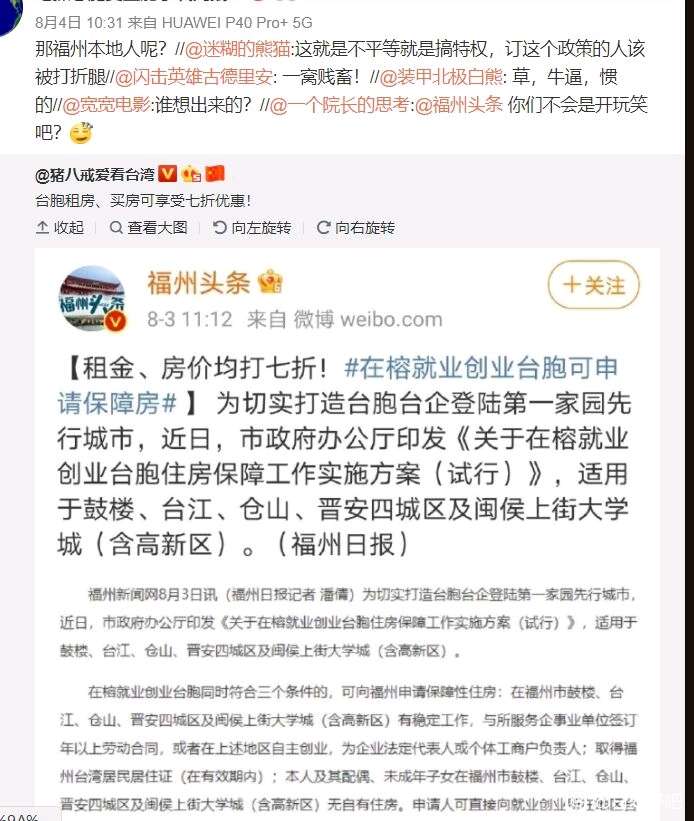 8月4日 10:31 来自 HUAWEI P40 Pro+ 5G
那福州本地人呢？//@迷糊的熊猫:这就是不平等就是搞特权，订这个政策的人该
被打折腿//@闪击英雄古德里安: 一窝贱畜！//@装甲北极白熊: 草，牛逼，惯
的//@宽宽电影:谁想出来的？//@一个院长的思考:@福州头条 你们不会是开玩笑
吧？
@猪八戒爱看台湾
台胞租房、买房可享受七折优惠！
收起 查看大图 向左旋转 向右旋转
福州头条
+关注
8-3 11:12 来自 微博 weibo.com
【租金、房价均打七折！#在榕就业创业台胞可申
请保障房# 】为切实打造台胞台企登陆第一家园先
行城市，近日，市政府办公厅印发《关于在榕就业
创业台胞住房保障工作实施方案（试行）》，适用
于鼓楼、台江、仓山、晋安四城区及闽侯上街大学
城（含高新区）。（福州日报）
福州新闻网8月3日讯（福州日报记者 潘倩）为切实打造台胞台企登陆第一家园先行城市，
近日，市政府办公厅印发《关于在榕就业创业台胞住房保障工作实施方案（试行）》，适用于
鼓楼、台江、仓山、晋安四城区及闽侯上街大学城（含高新区）。
在榕就业创业台胞同时符合三个条件的，可向福州申请保障性住房：在福州市鼓楼、台
江、仓山、晋安四城区及闽侯上街大学城（含高新区）有稳定工作，与所服务企事业单位签订
年以上劳动合同，或者在上述地区自主创业，为企业法定代表人或个体工商户负责人；取得福
州台湾居民居住证（在有效期内）；本人及其配偶、未成年子女在福州市鼓楼、台江、仓山、
晋安四城区及闽侯上街大学城（含高新区）无自有住房。申请人可直接向就业创业